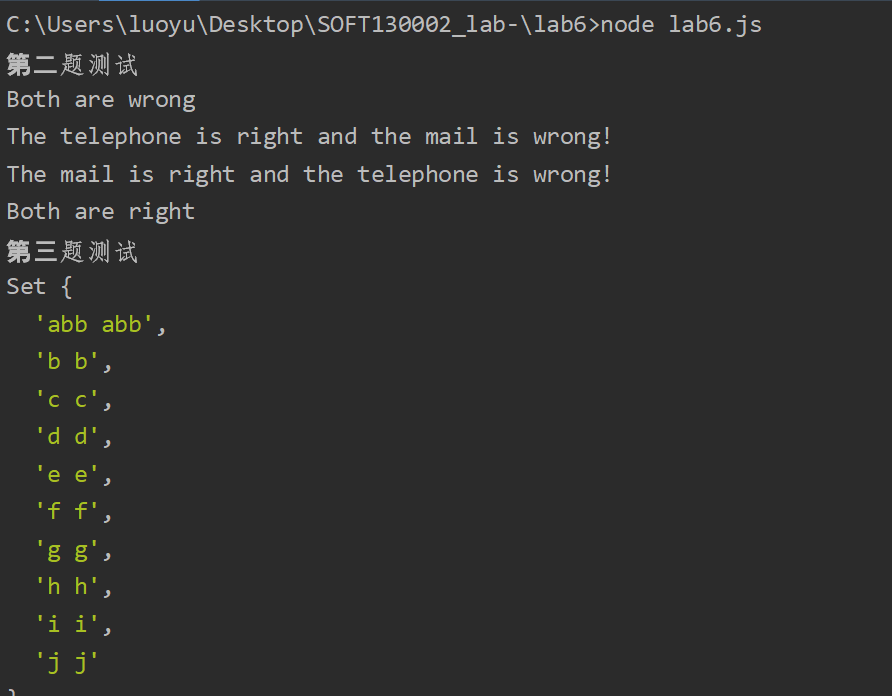 C:\Users\luoyu\Desktop\SOFT130002_lab-\lab6>node lab6.js
第二题测试
Both are wrong
The telephone is right and the mail is wrong!
The mail is right and the telephone is wrong!
Both are right
第三题测试
Set {
  'abb abb',
  'b b',
  'c c',
  'd d',
  'e e',
  'f f',
  'g g',
  'h h',
  'i i',
  'j j'
}